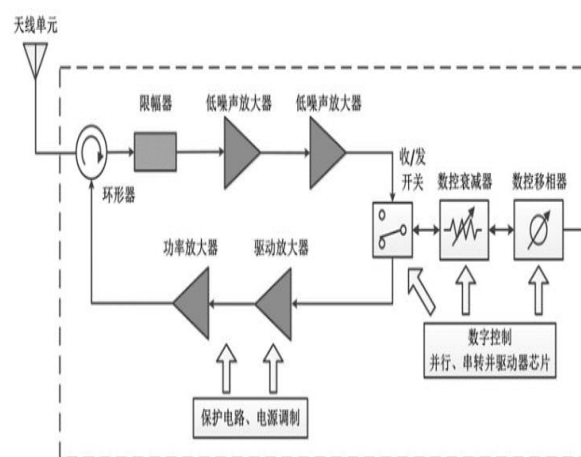 天线单元
限幅器
低噪声放大器
低噪声放大器
收/发
开关
数控衰减器
数控移相器
环形器
功率放大器
驱动放大器
数字控制
并行、串转并驱动器芯片
保护电路、电源调制